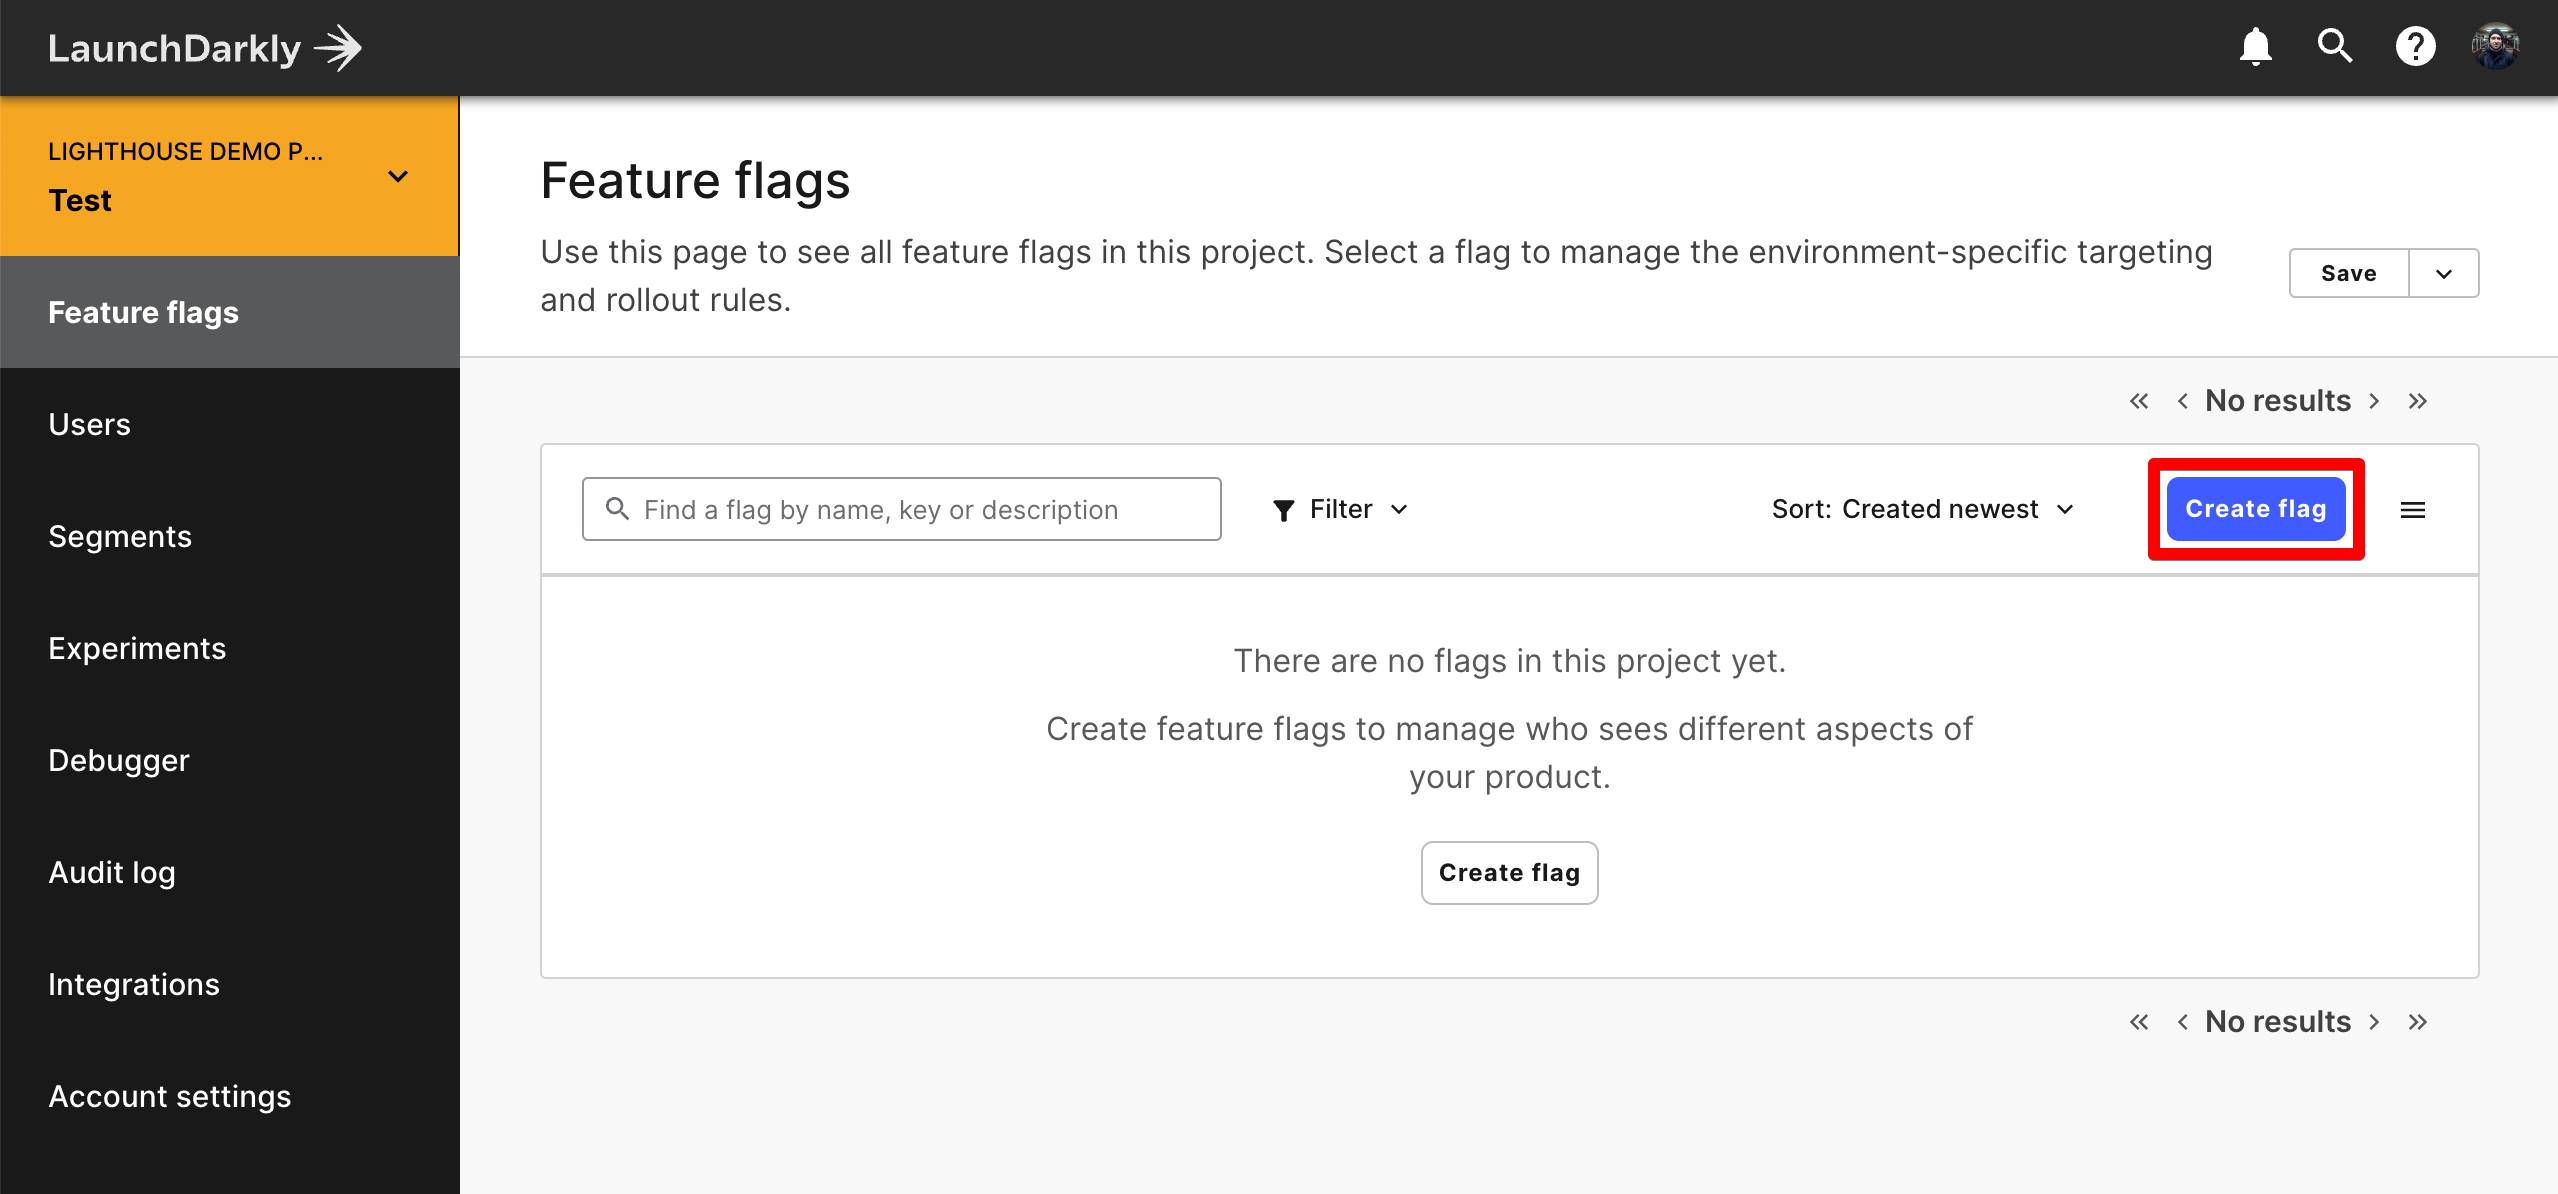 LaunchDarkly
LIGHTHOUSE DEMO P...
Test
Feature flags
Users
Segments
Experiments
Debugger
Audit log
Integrations
Account settings
Feature flags
Use this page to see all feature flags in this project. Select a flag to manage the environment-specific targeting
and rollout rules.
Save
No results
Find a flag by name, key or description
Filter
Sort: Created newest
Create flag
There are no flags in this project yet.
Create feature flags to manage who sees different aspects of
your product.
Create flag
No results